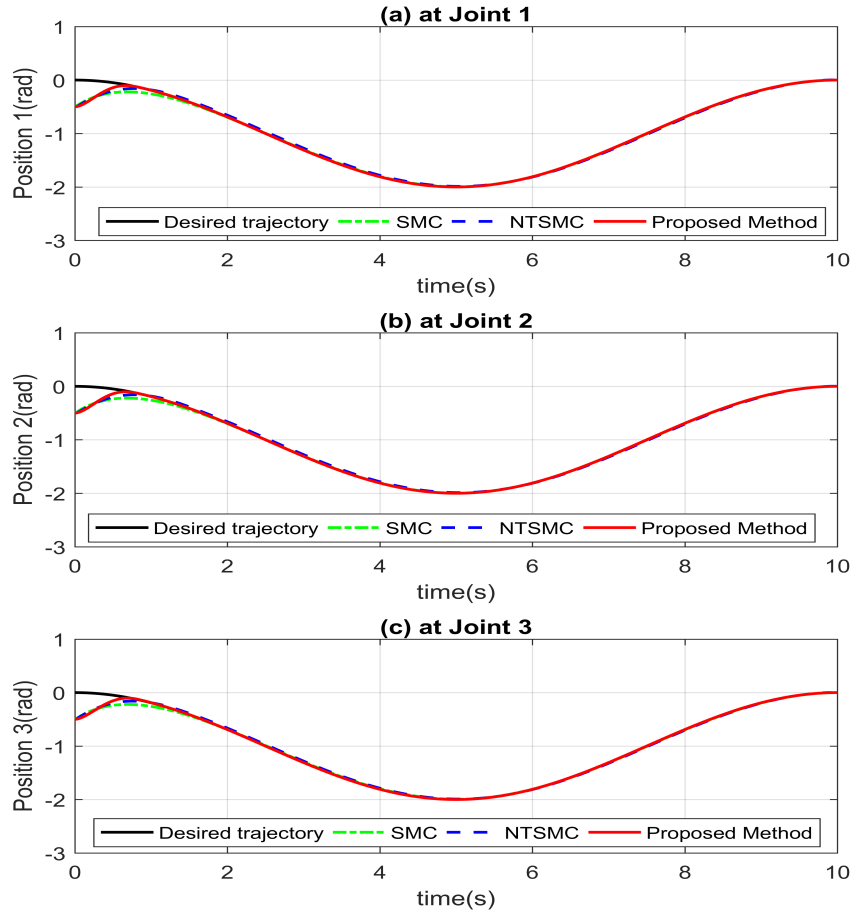 (a) at Joint 1
1
0
-1
-2
-3
Position 1(rad)
Desired trajectory SMC NTSMC Proposed Method
0 2 4 6 8 10
time(s)
(b) at Joint 2
1
0
-1
-2
-3
Position 2(rad)
Desired trajectory SMC NTSMC Proposed Method
0 2 4 6 8 10
time(s)
(c) at Joint 3
1
0
-1
-2
-3
Position 3(rad)
Desired trajectory SMC NTSMC Proposed Method
0 2 4 6 8 10
time(s)